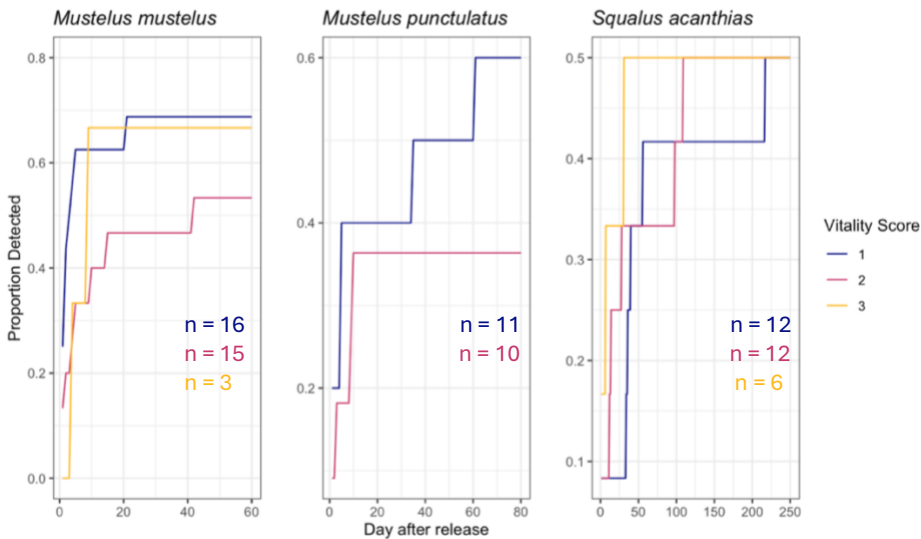 Mustelus mustelus
Mustelus punctulatus
Squalus acanthias
Proportion Detected
0.8
0.6
0.4
0.2
0.0
n = 16
n = 15
n = 3
0
20
40
60
0.6
0.4
0.2
n = 11
n = 10
0
20
40
60
80
0.5
0.4
0.3
0.2
0.1
n = 12
n = 12
n = 6
0
50
100
150
200
250
Day after release
Vitality Score
1
2
3